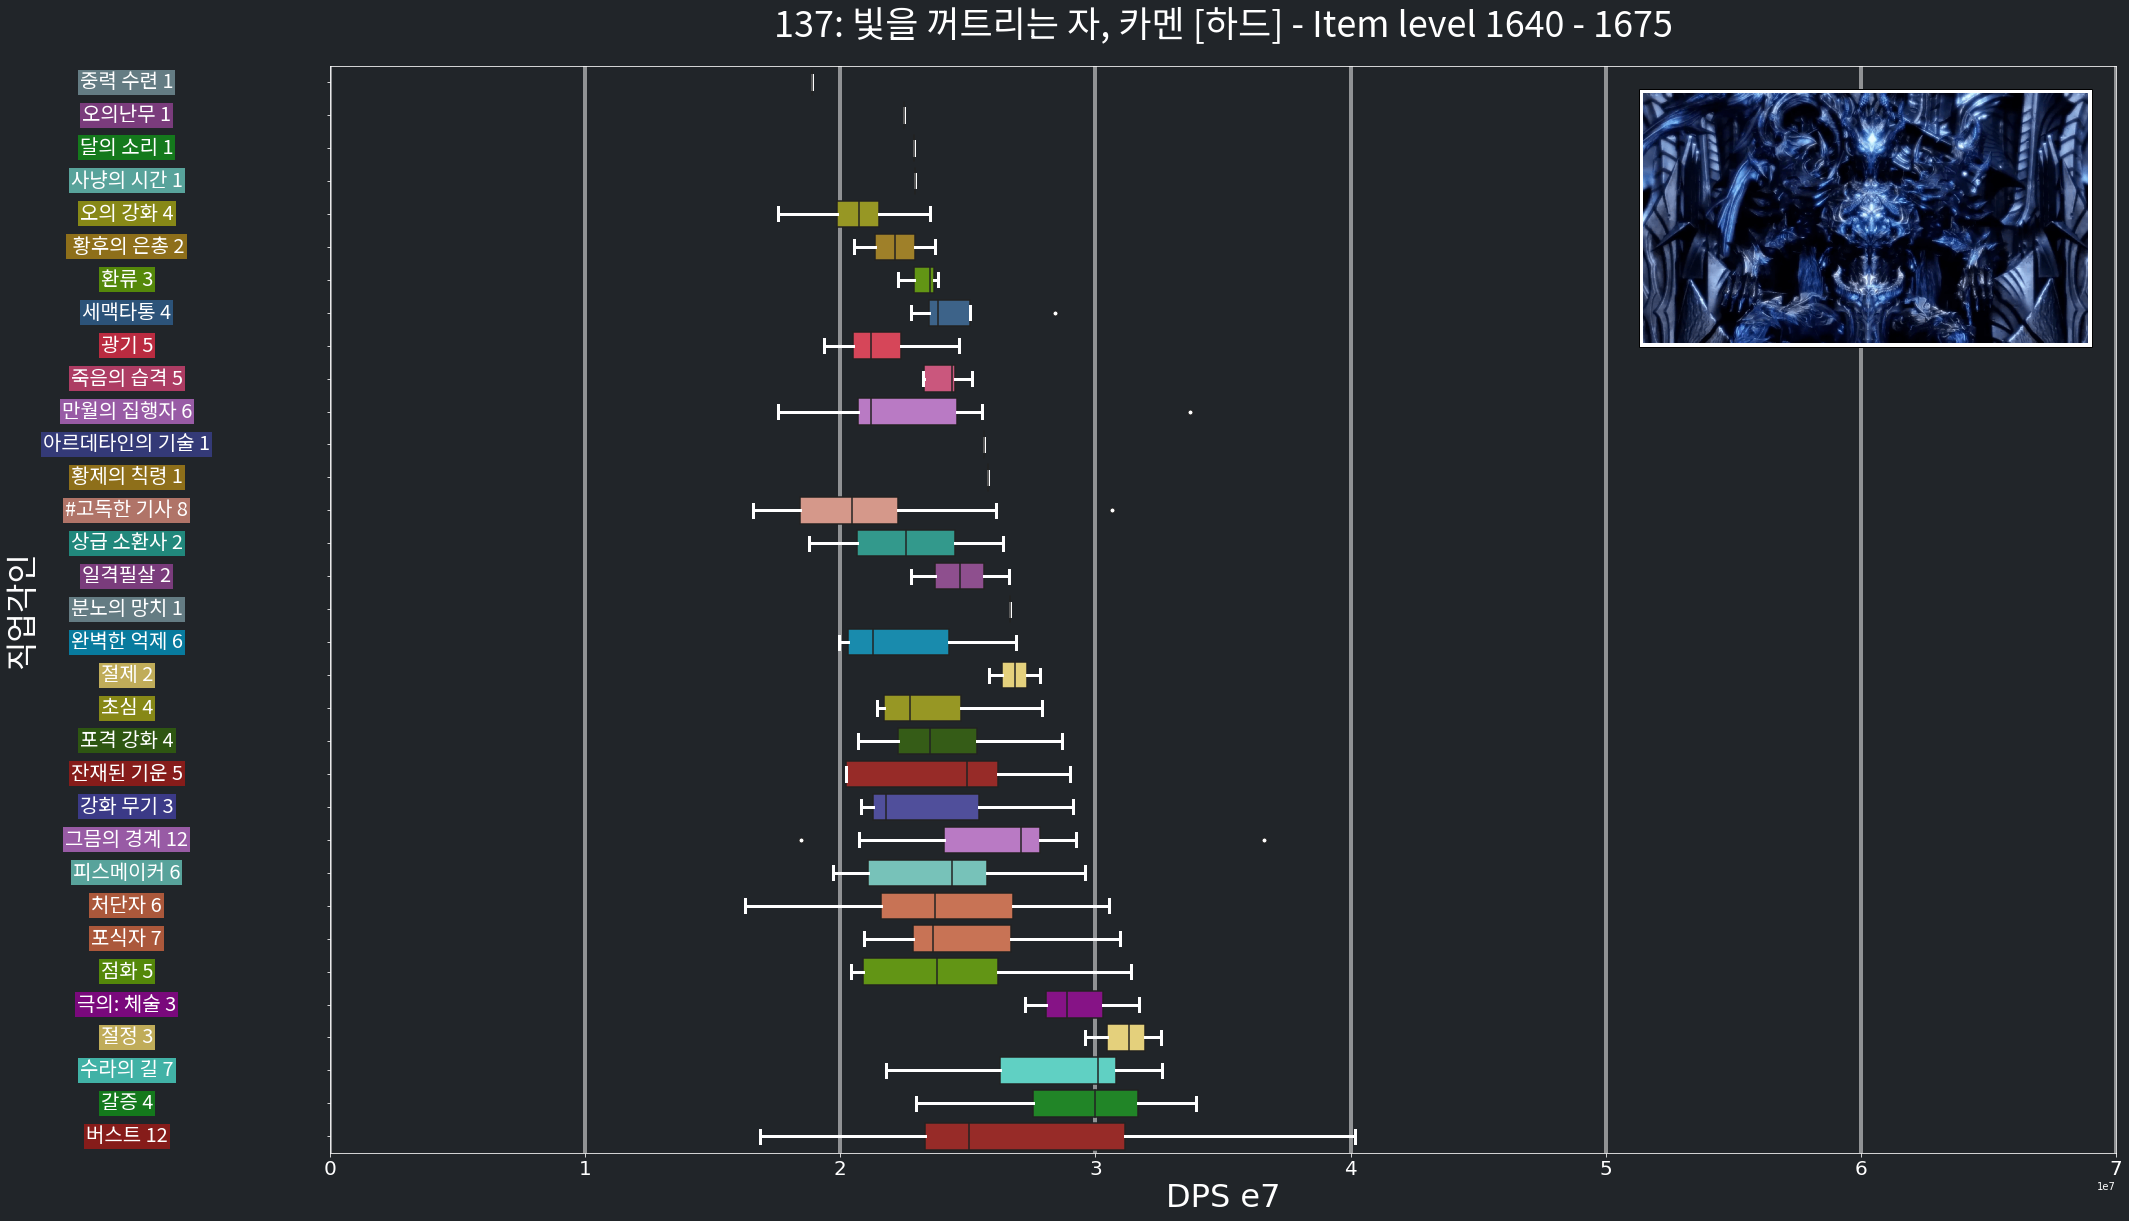 137: 빛을 꺼트리는 자, 카멘 [하드] - Item level 1640 - 1675
직업각인
중력 수련 1
오의난무 1
달의 소리 1
사냥의 시간 1
오의 강화 4
황후의 은총 2
환류 3
세맥타통 4
광기 5
죽음의 습격 5
만월의 집행자 6
아르데타인의 기술 1
황제의 칙령 1
#고독한 기사 8
상급 소환사 2
일격필살 2
분노의 망치 1
완벽한 억제 6
절제 2
초심 4
포격 강화 4
잔재된 기운 5
강화 무기 3
그믐의 경계 12
피스메이커 6
처단자 6
포식자 7
점화 5
극의: 체술 3
절정 3
수라의 길 7
갈증 4
버스트 12
0 1 2 3 4 5 6 7
1e7
DPS e7